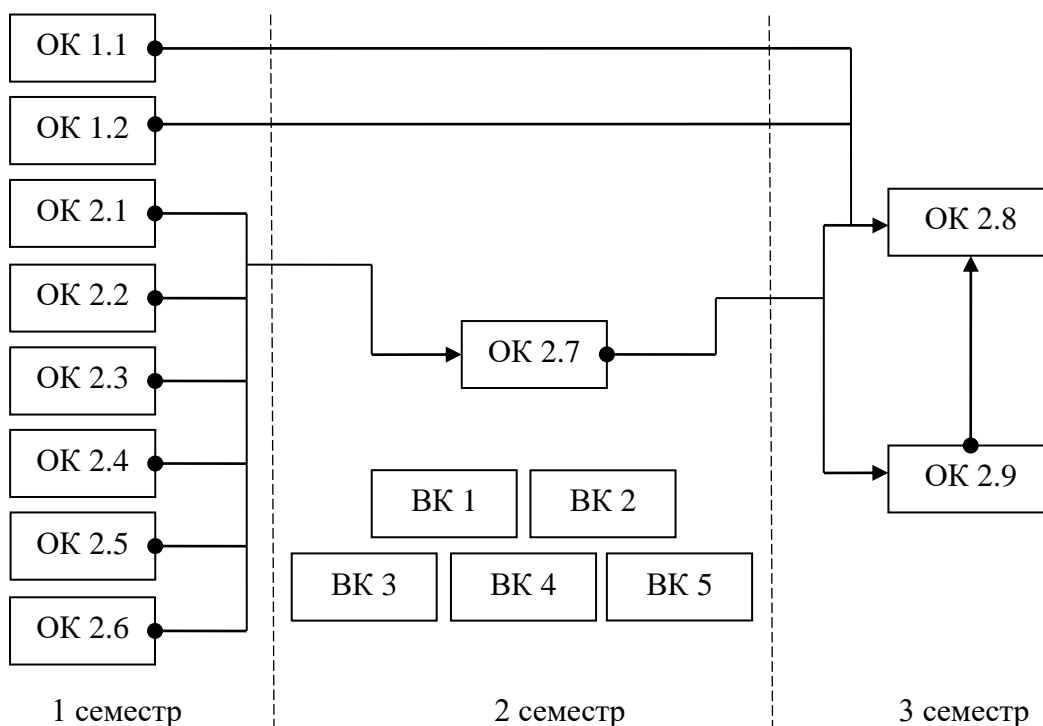 ОК 1.1
ОК 1.2
ОК 2.1
ОК 2.2
ОК 2.3
ОК 2.4
ОК 2.5
ОК 2.6
1 семестр
ОК 2.7
ВК 1
ВК 2
ВК 3
ВК 4
ВК 5
2 семестр
ОК 2.8
ОК 2.9
3 семестр